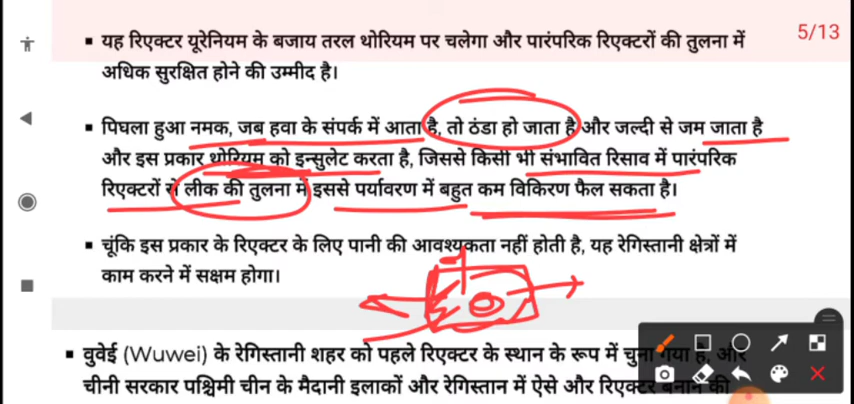 5/13
▪ यह रिएक्टर यूरेनियम के बजाय तरल थोरियम पर चलेगा और पारंपरिक रिएक्टरों की तुलना में
अधिक सुरक्षित होने की उम्मीद है।
▪ पिघला हुआ नमक, जब हवा के संपर्क में आता है, तो ठंडा हो जाता है और जल्दी से जम जाता है
और इस प्रकार थोरियम को इन्सुलेट करता है, जिससे किसी भी संभावित रिसाव में पारंपरिक
रिएक्टरों से लीक की तुलना में इससे पर्यावरण में बहुत कम विकिरण फैल सकता है।
▪ चूंकि इस प्रकार के रिएक्टर के लिए पानी की आवश्यकता नहीं होती है, यह रेगिस्तानी क्षेत्रों में
काम करने में सक्षम होगा।
▪ वुवेई (Wuwei) के रेगिस्तानी शहर को पहले रिएक्टर के स्थान के रूप में चुना गया है, और
चीनी सरकार पश्चिमी चीन के मैदानी इलाकों और रेगिस्तान में ऐसे और रिएक्टर बनाने की